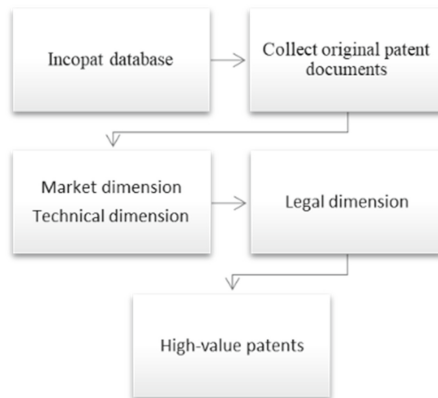 Incopat database
Collect original patent
documents
Market dimension
Technical dimension
Legal dimension
High-value patents